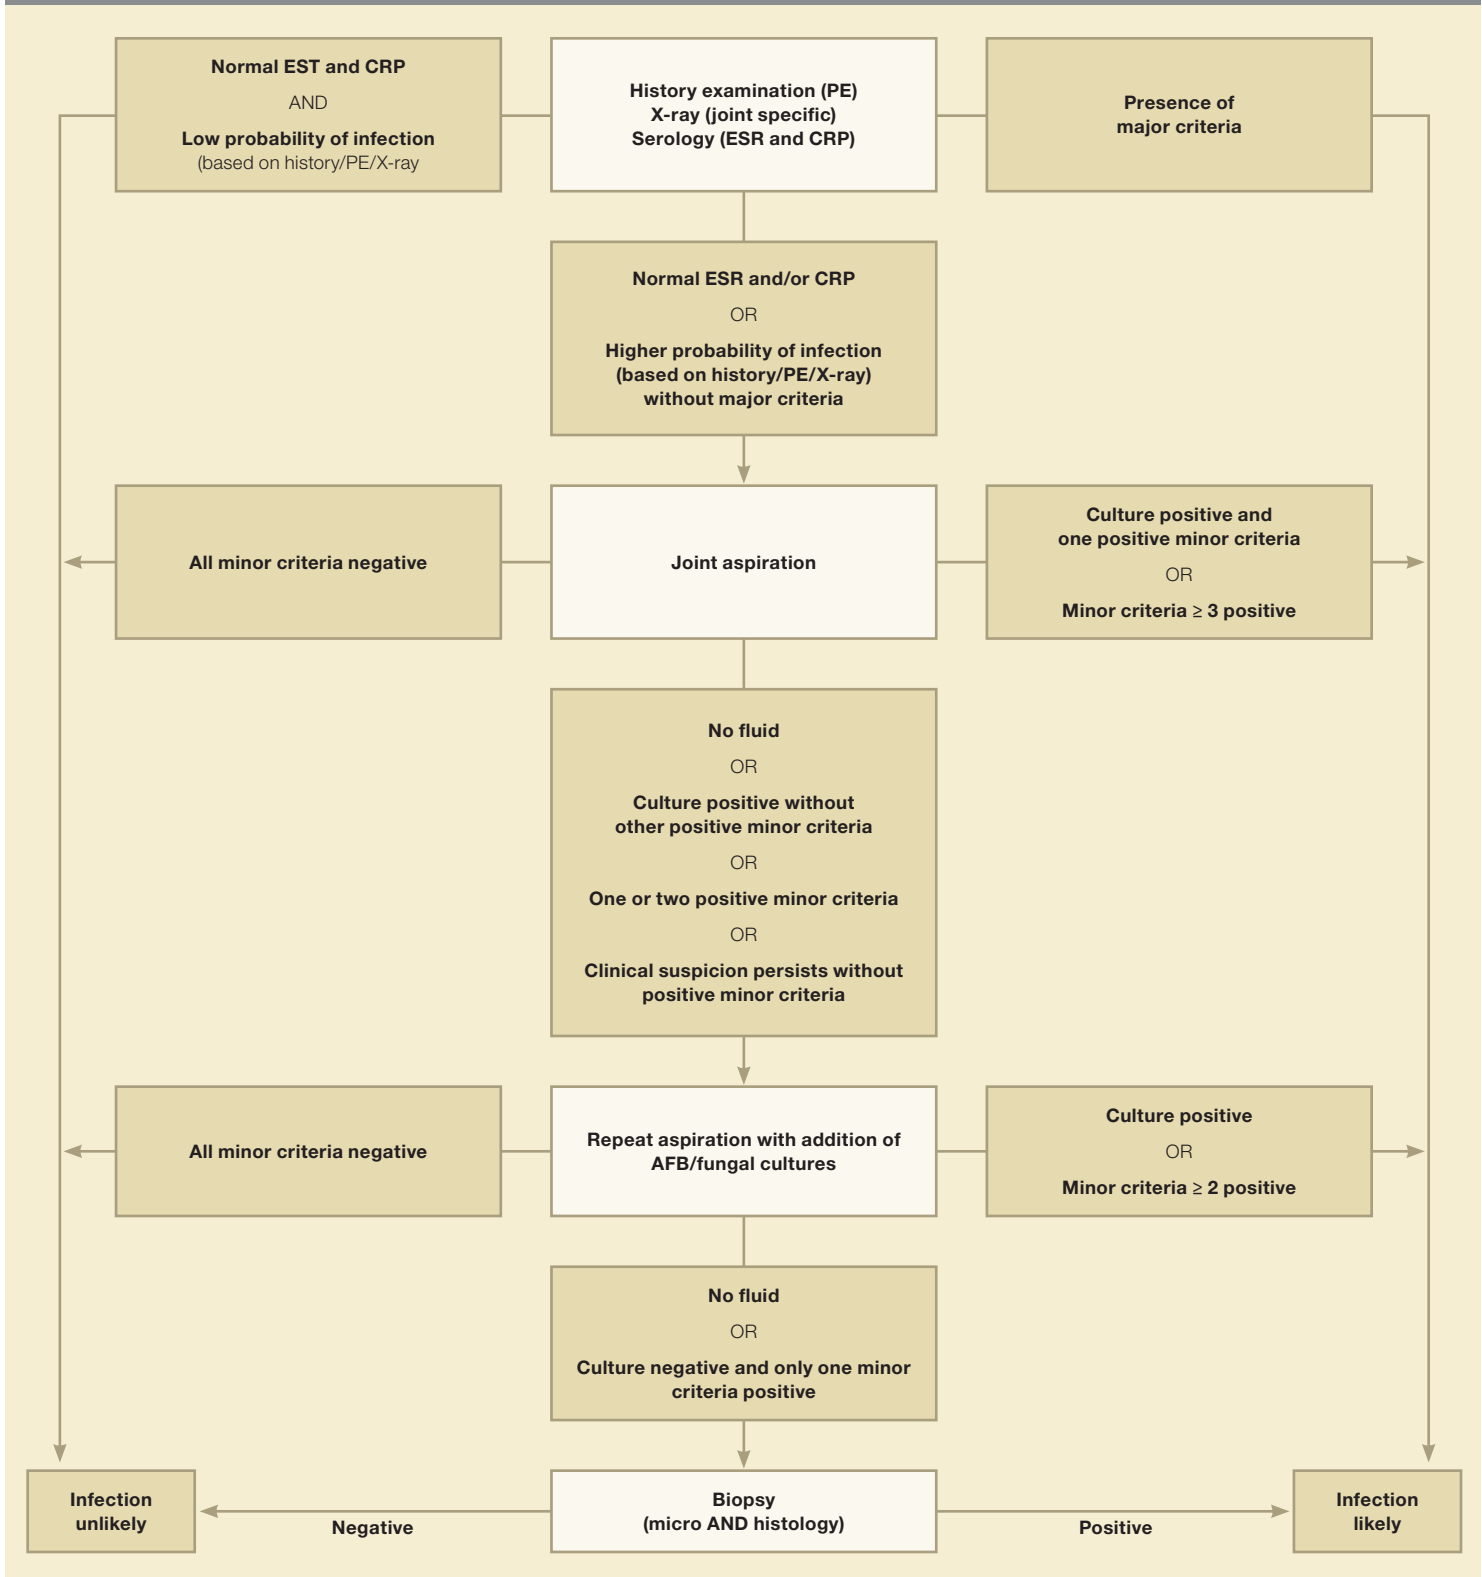 Normal EST and CRP
AND
Low probability of infection
(based on history/PE/X-ray
History examination (PE)
X-ray (joint specific)
Serology (ESR and CRP)
Presence of
major criteria
Normal ESR and/or CRP
OR
Higher probability of infection
(based on history/PE/X-ray)
without major criteria
All minor criteria negative
Joint aspiration
Culture positive and
one positive minor criteria
OR
Minor criteria ≥ 3 positive
No fluid
OR
Culture positive without
other positive minor criteria
OR
One or two positive minor criteria
OR
Clinical suspicion persists without
positive minor criteria
All minor criteria negative
Repeat aspiration with addition of
AFB/fungal cultures
Culture positive
OR
Minor criteria ≥ 2 positive
No fluid
OR
Culture negative and only one minor
criteria positive
Infection
unlikely
Negative
Biopsy
(micro AND histology)
Positive
Infection
likely